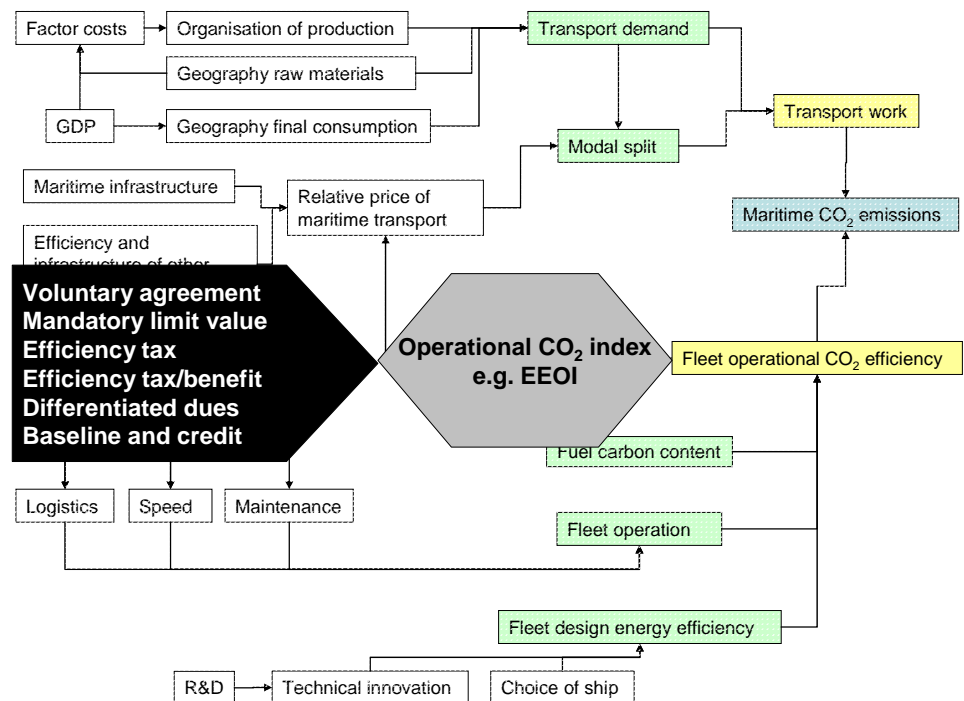 Factor costs
Organisation of production
Transport demand
Geography raw materials
GDP
Geography final consumption
Transport work
Modal split
Maritime infrastructure
Relative price of
maritime transport
Maritime CO₂ emissions
Efficiency and
infrastructure of other
Voluntary agreement
Mandatory limit value
Efficiency tax
Efficiency tax/benefit
Differentiated dues
Baseline and credit
Operational CO₂ index
e.g. EEOI
Fleet operational CO₂ efficiency
Fuel carbon content
Logistics
Speed
Maintenance
Fleet operation
Fleet design energy efficiency
R&D
Technical innovation
Choice of ship